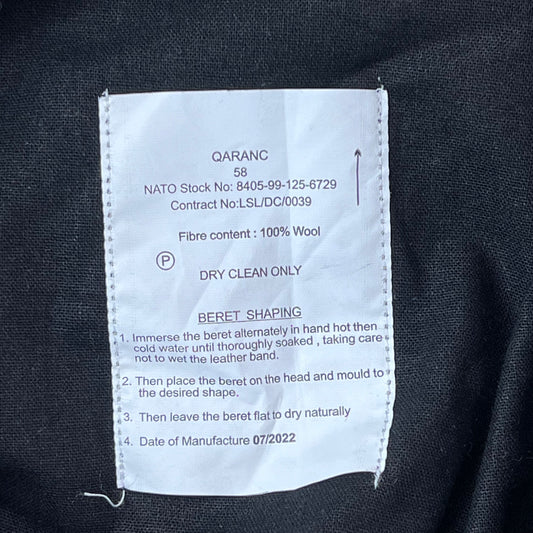 QARANC
58
NATO Stock No: 8405-99-125-6729
Contract No:LSL/DC/0039
Fibre content : 100% Wool
P
DRY CLEAN ONLY
BERET SHAPING
1. Immerse the beret alternately in hand hot then
cold water until thoroughly soaked , taking care
not to wet the leather band.
2. Then place the beret on the head and mould to
the desired shape.
3. Then leave the beret flat to dry naturally
4. Date of Manufacture 07/2022